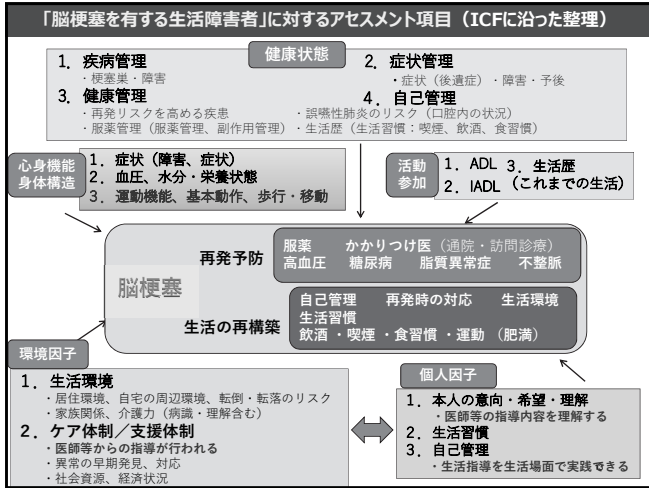 「脳梗塞を有する生活障害者」に対するアセスメント項目（ICFに沿った整理）
健康状態
1．疾病管理
・梗塞巣・障害
2．症状管理
・症状（後遺症）・障害・予後
3．健康管理
・再発リスクを高める疾患
・服薬管理（服薬管理、副作用管理）
4．自己管理
・誤嚥性肺炎のリスク（口腔内の状況）
・生活歴（生活習慣：喫煙、飲酒、食習慣）
心身機能
身体構造
1．症状（障害、症状）
2．血圧、水分・栄養状態
3．運動機能、基本動作、歩行・移動
活動
参加
1．ADL 3．生活歴
2．IADL （これまでの生活）
脳梗塞
再発予防
服薬 かかりつけ医（通院・訪問診療）
高血圧 糖尿病 脂質異常症 不整脈
生活の再構築
自己管理 再発時の対応 生活環境
生活習慣
飲酒・喫煙・食習慣・運動（肥満）
環境因子
1．生活環境
・居住環境、自宅の周辺環境、転倒・転落のリスク
・家族関係、介護力（病識・理解含む）
2．ケア体制／支援体制
・医師等からの指導が行われる
・異常の早期発見、対応
・社会資源、経済状況
個人因子
1．本人の意向・希望・理解
・医師等の指導内容を理解する
2．生活習慣
3．自己管理
・生活指導を生活場面で実践できる